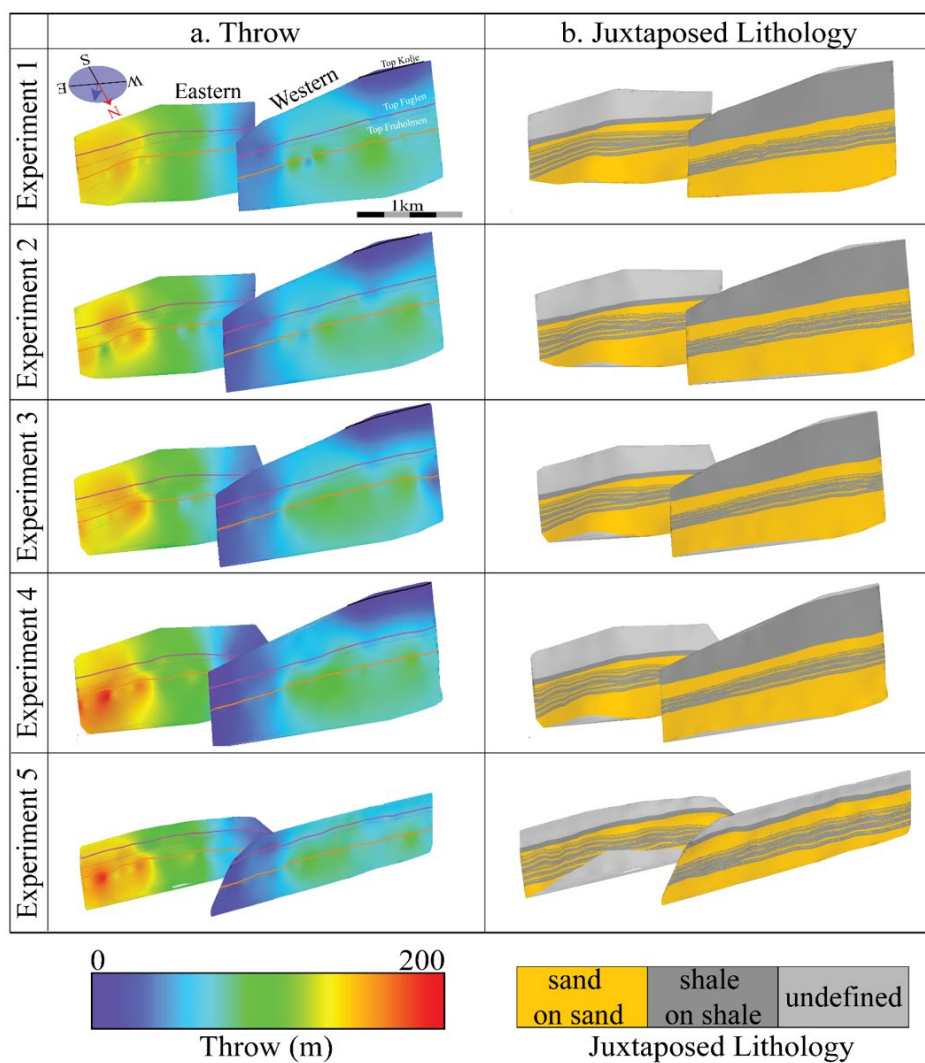 a. Throw
b. Juxtaposed Lithology
Experiment 1
S
E
W
N
Eastern
Western
Top Kolje
Top Fuglen
Top Fruholmen
1km
Experiment 2
Experiment 3
Experiment 4
Experiment 5
0
200
Throw (m)
sand
on sand
shale
on shale
undefined
Juxtaposed Lithology